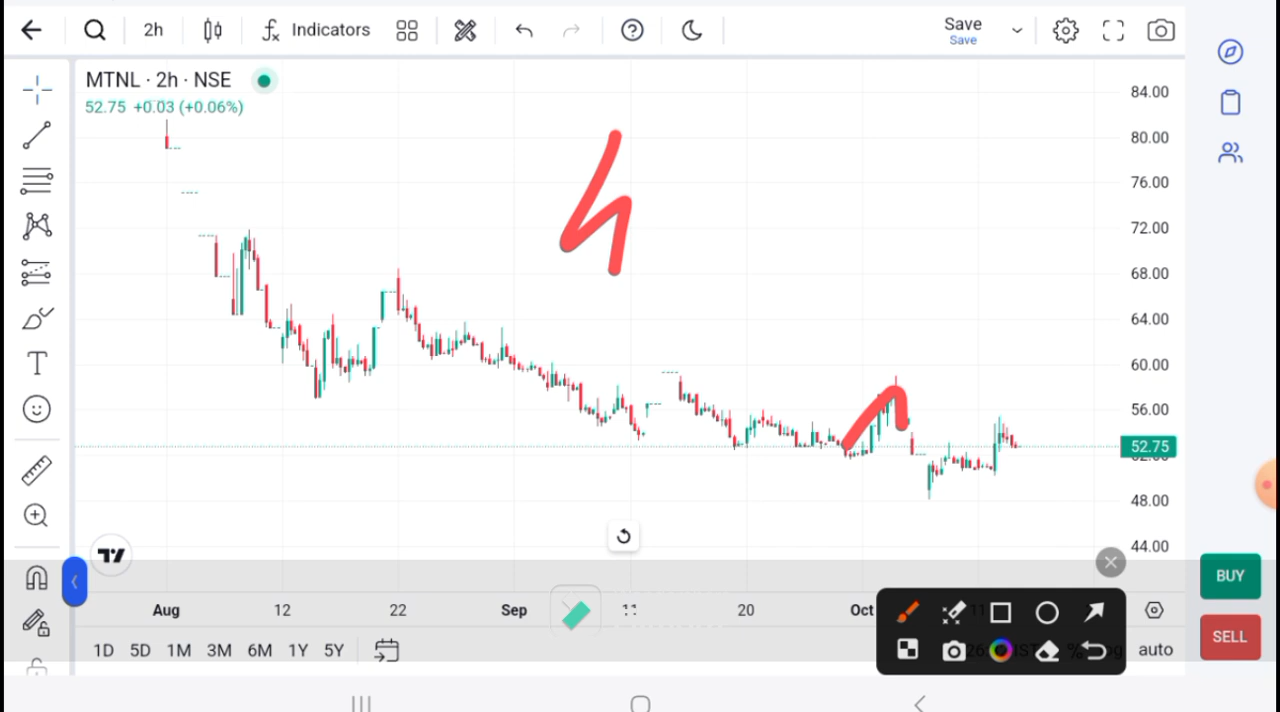 2h
Indicators
Save
Save
MTNL · 2h · NSE
52.75 +0.03 (+0.06%)
84.00
80.00
76.00
72.00
68.00
64.00
60.00
56.00
52.75
48.00
44.00
Aug 12 22 Sep 11 20 Oct
1D 5D 1M 3M 6M 1Y 5Y
auto
BUY
SELL